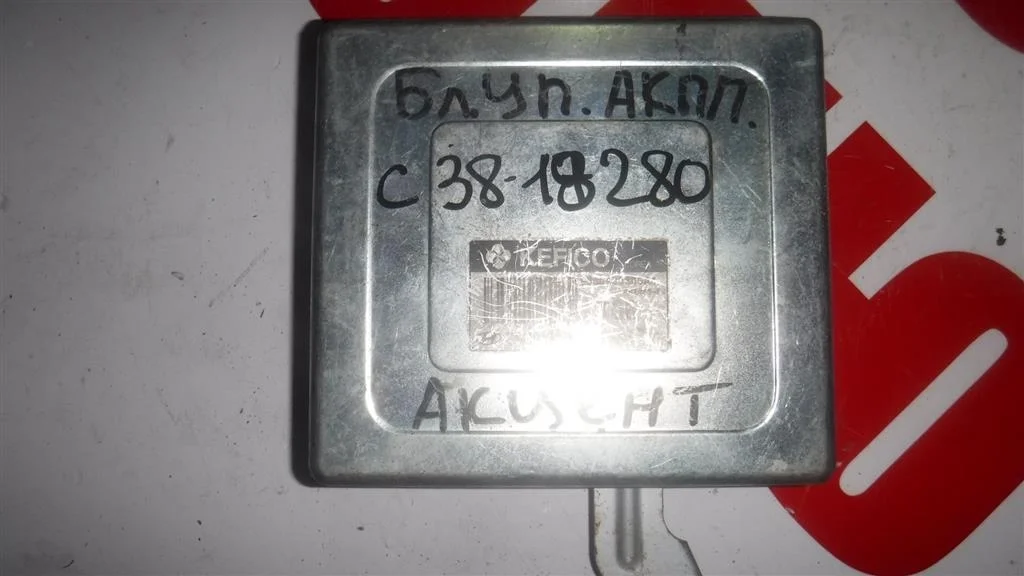 Бл.УП.АКПП.
С 38-18280
KEFICO
АКЦЕНТ